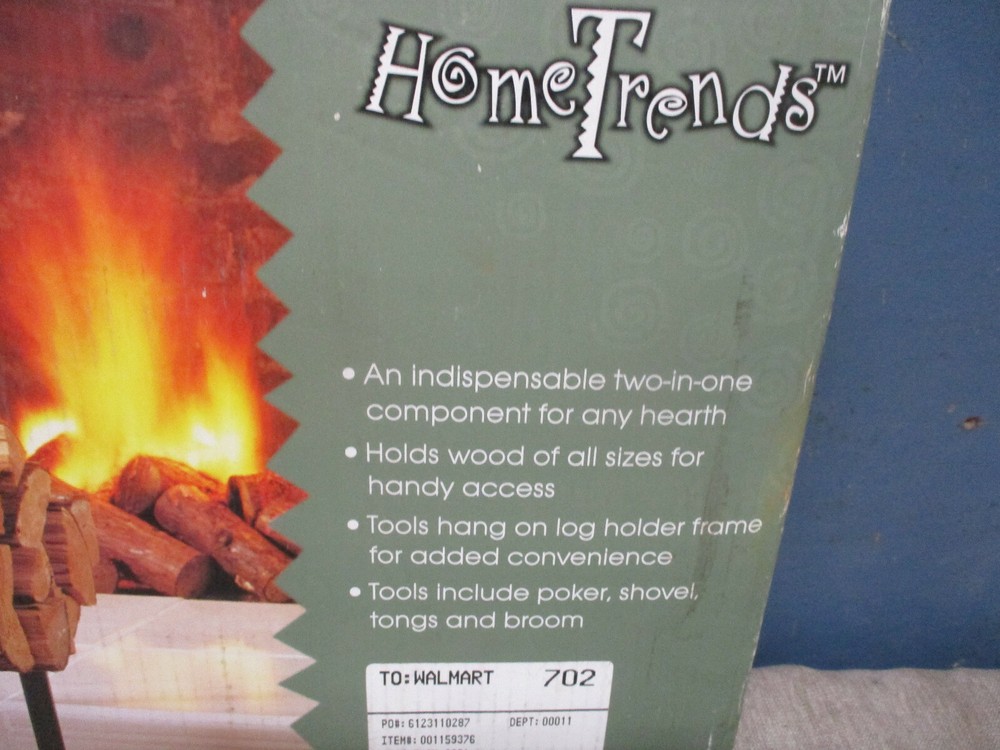 HomeTrends™
• An indispensable two-in-one
component for any hearth
• Holds wood of all sizes for
handy access
• Tools hang on log holder frame
for added convenience
• Tools include poker, shovel,
tongs and broom
TO: WALMART 702
PO#: 6123110287 DEPT: 00011
ITEM#: 001159376